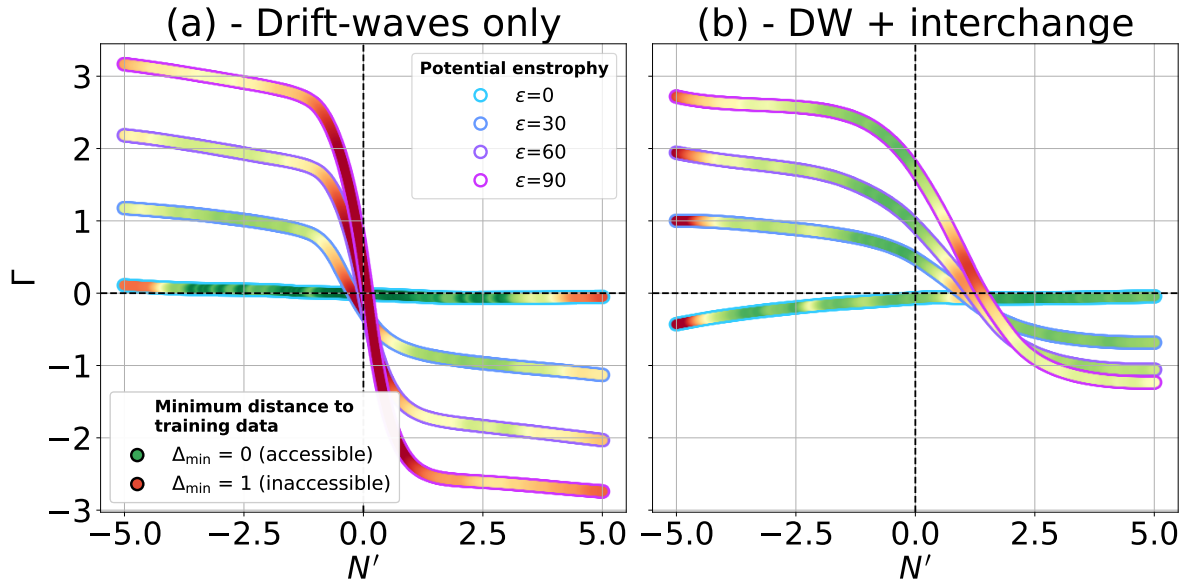 (a) - Drift-waves only
(b) - DW + interchange
Potential enstrophy
ε=0
ε=30
ε=60
ε=90
Minimum distance to
training data
Δmin = 0 (accessible)
Δmin = 1 (inaccessible)
Γ
3
2
1
0
−1
−2
−3
−5.0 −2.5 0.0 2.5 5.0
N′
−5.0 −2.5 0.0 2.5 5.0
N′